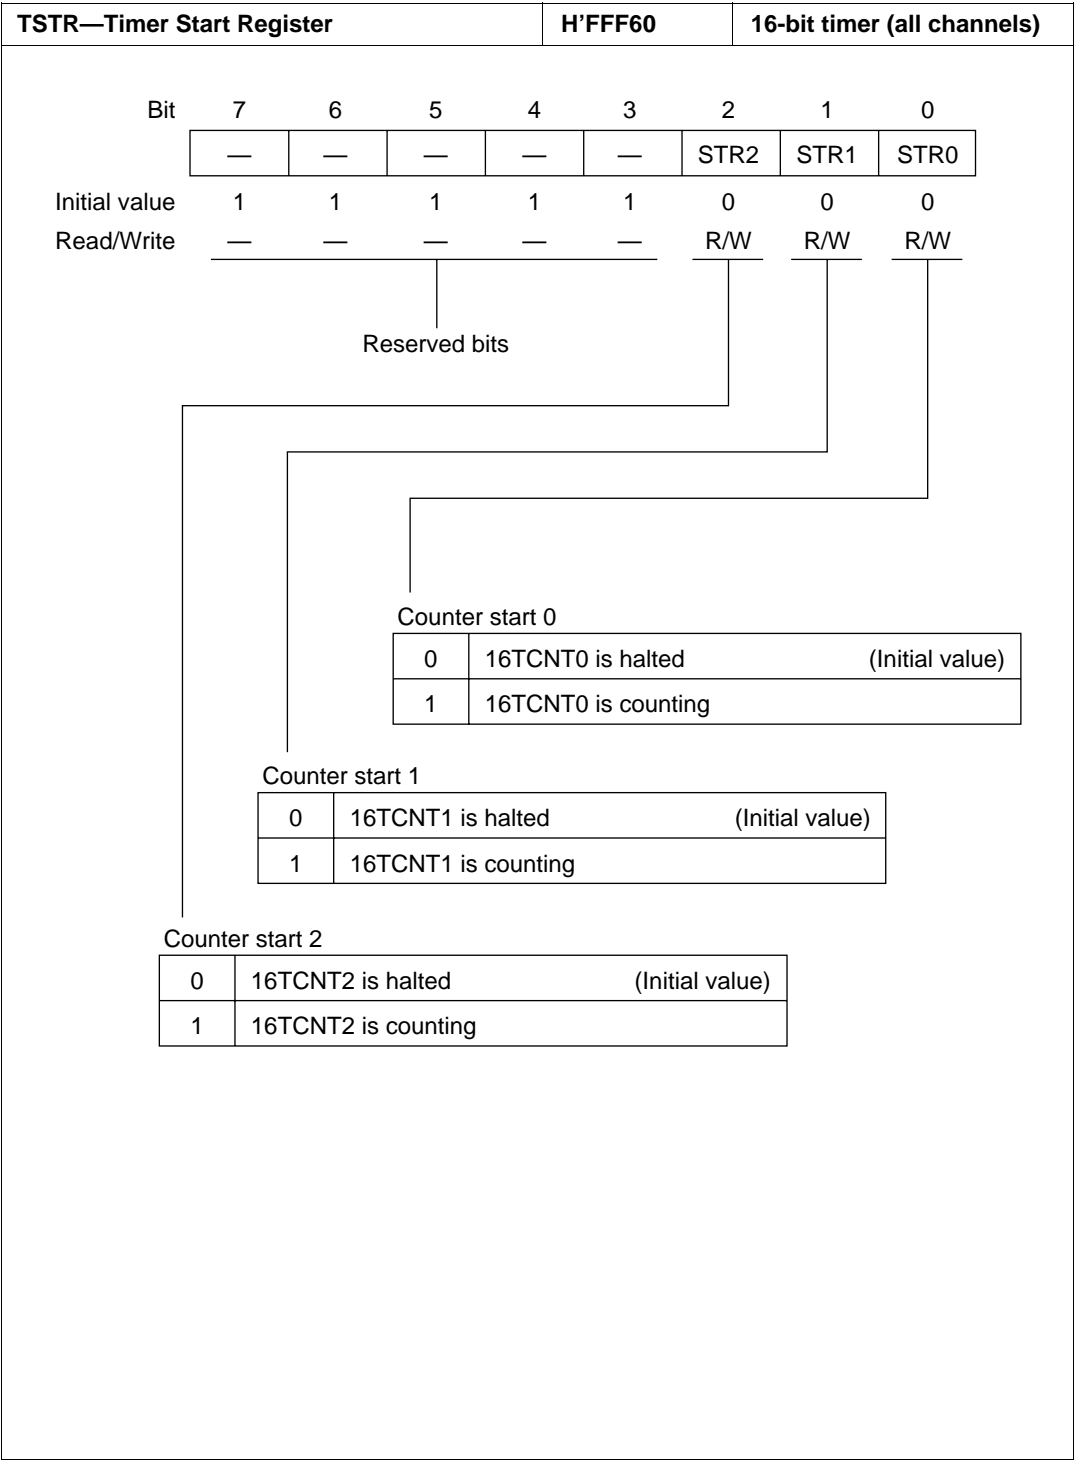 TSTR—Timer Start Register H'FFF60 16-bit timer (all channels)
Bit 7 6 5 4 3 2 1 0
— — — — — STR2 STR1 STR0
Initial value 1 1 1 1 1 0 0 0
Read/Write — — — — — R/W R/W R/W
Reserved bits
Counter start 0
0 16TCNT0 is halted (Initial value)
1 16TCNT0 is counting
Counter start 1
0 16TCNT1 is halted (Initial value)
1 16TCNT1 is counting
Counter start 2
0 16TCNT2 is halted (Initial value)
1 16TCNT2 is counting